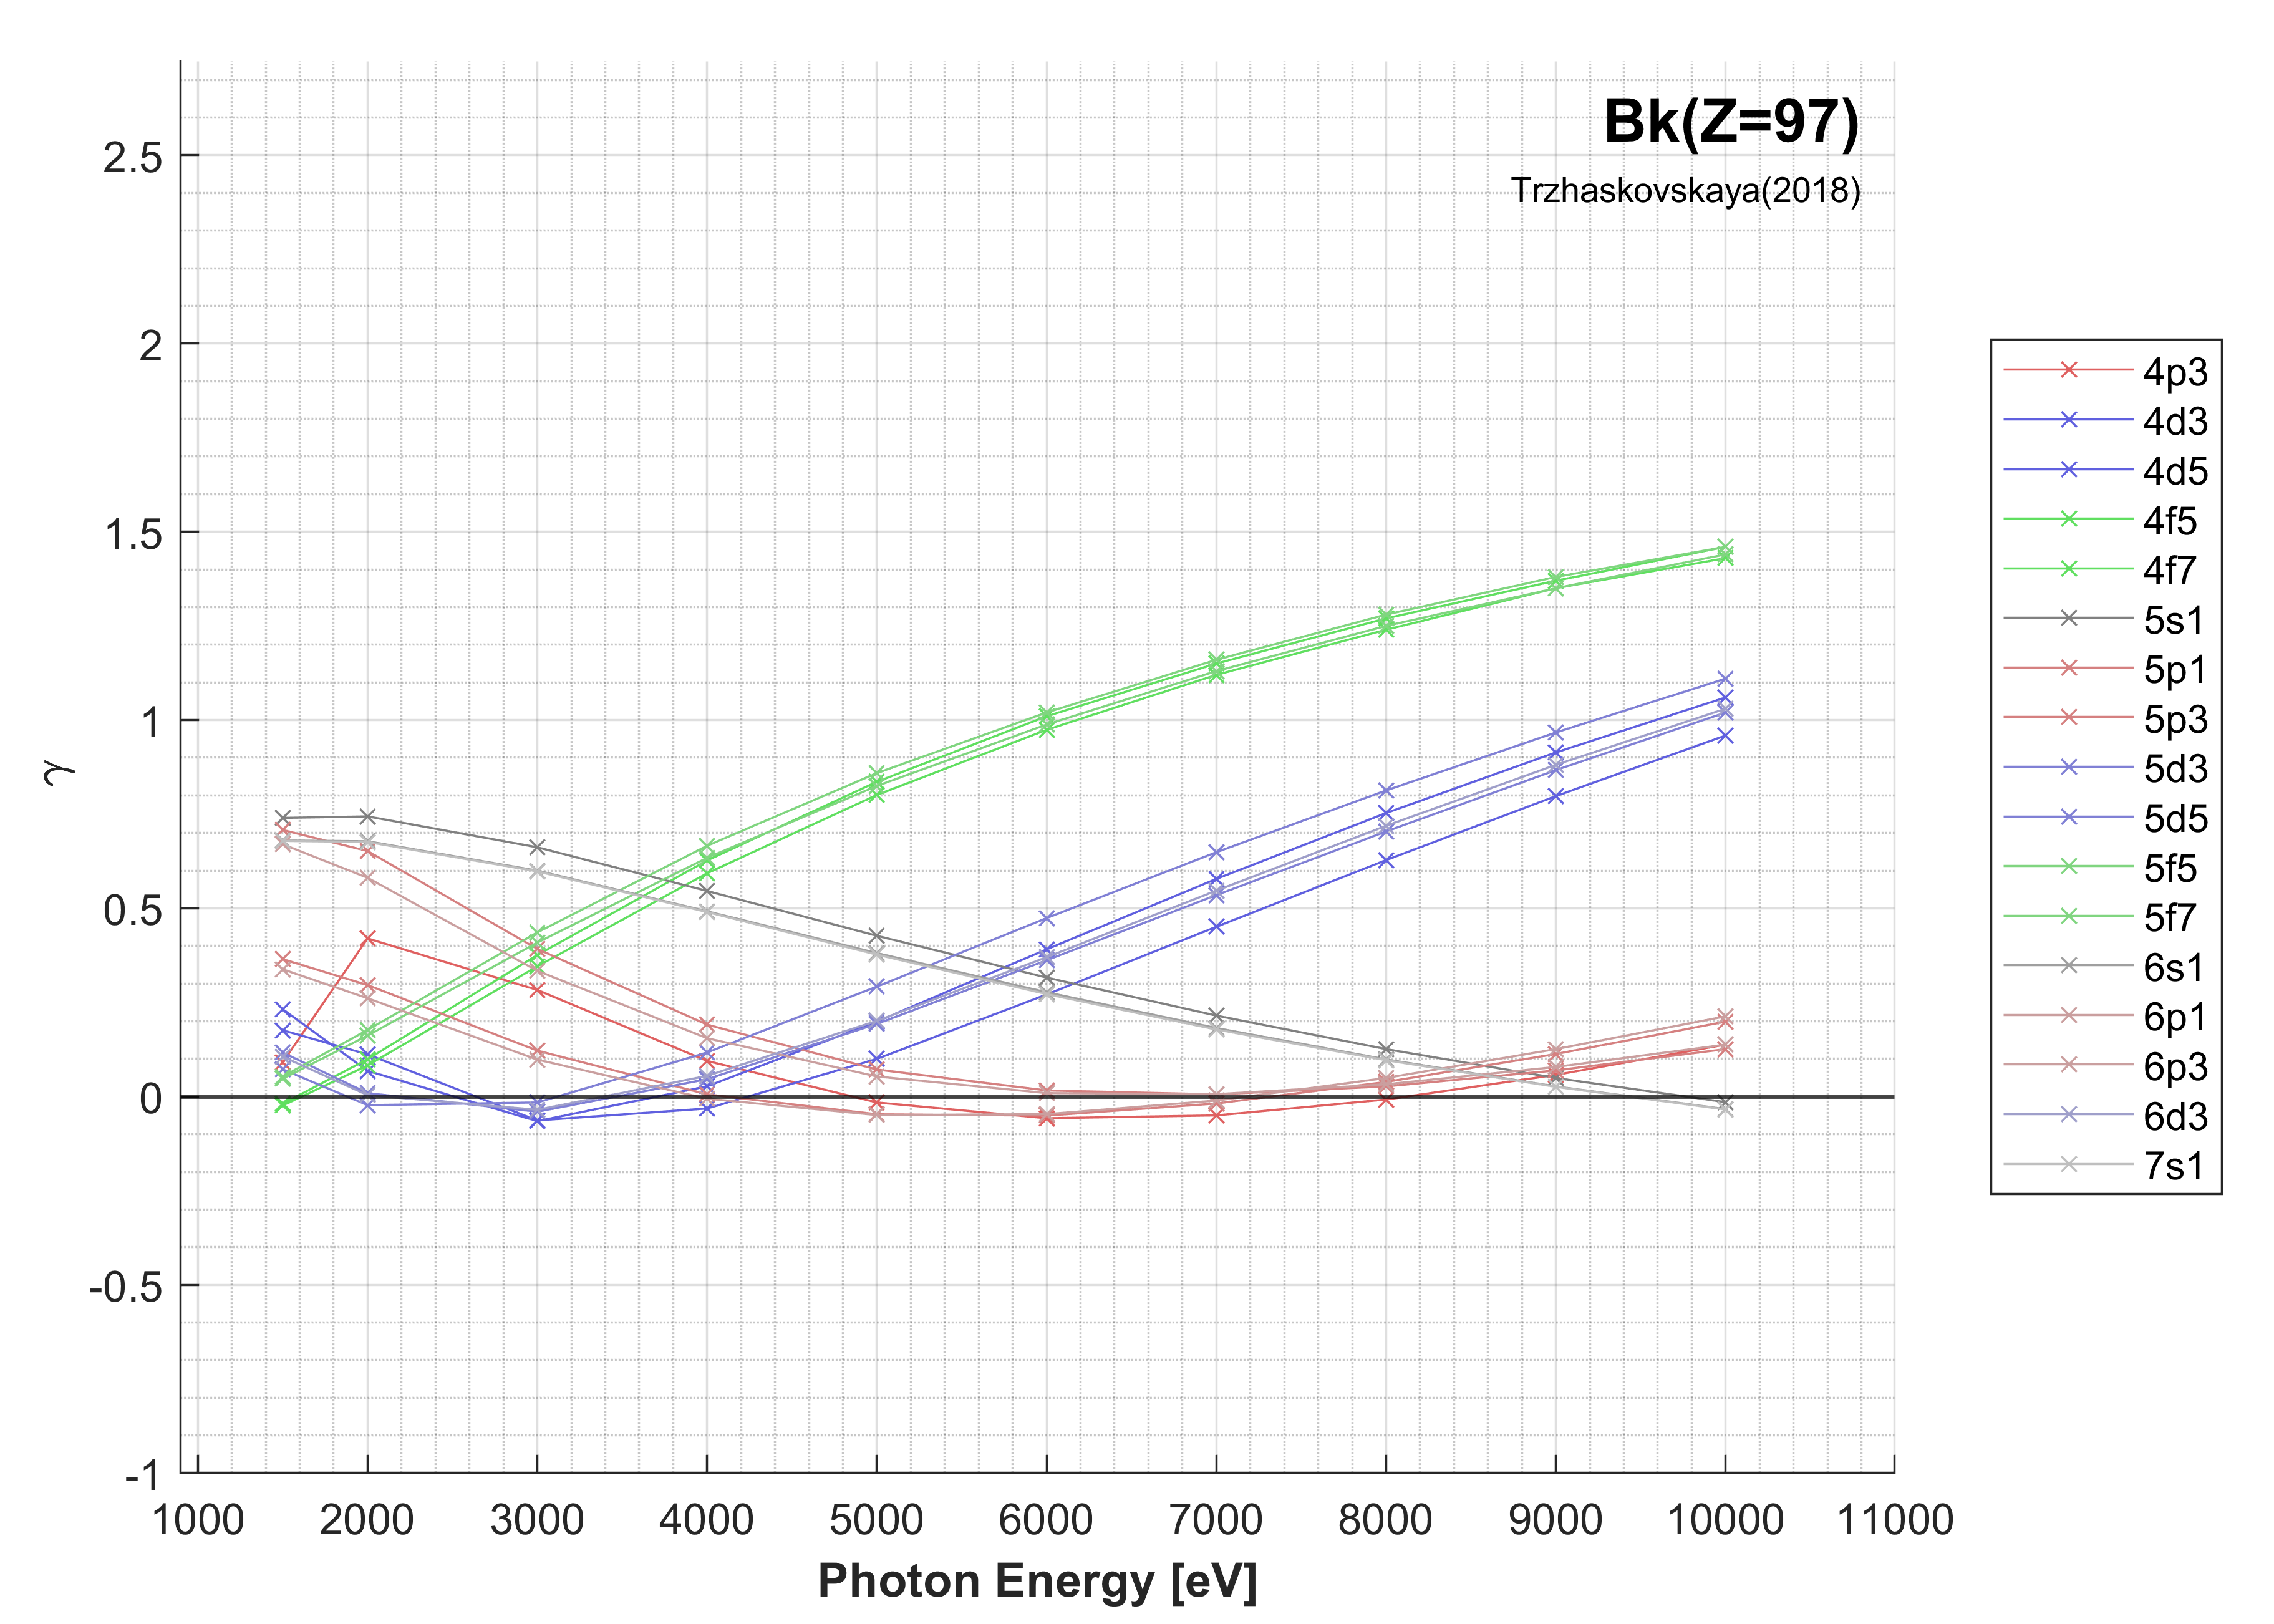 Bk(Z=97)
Trzhaskovskaya(2018)
2.5
2
1.5
1
0.5
0
-0.5
-1
γ
1000 2000 3000 4000 5000 6000 7000 8000 9000 10000 11000
Photon Energy [eV]
4p3
4d3
4d5
4f5
4f7
5s1
5p1
5p3
5d3
5d5
5f5
5f7
6s1
6p1
6p3
6d3
7s1